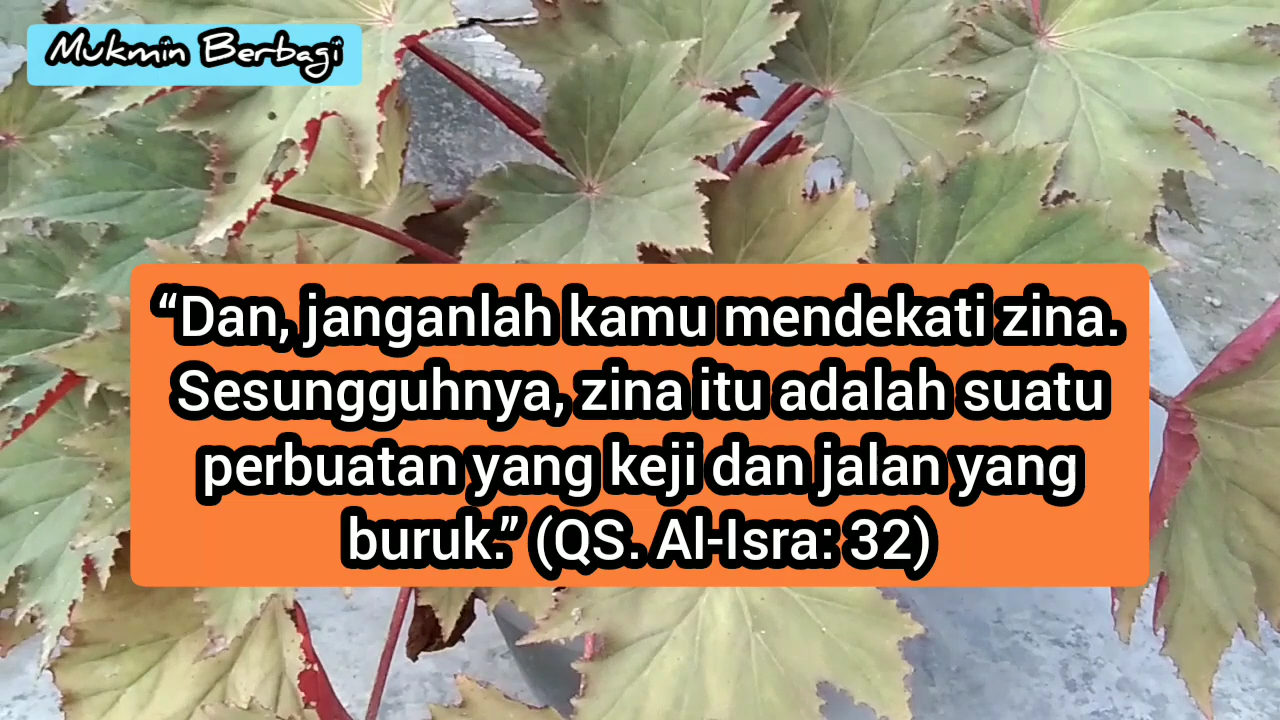 Mukmin Berbagi
“Dan, janganlah kamu mendekati zina.
Sesungguhnya, zina itu adalah suatu
perbuatan yang keji dan jalan yang
buruk.” (QS. Al-Isra: 32)